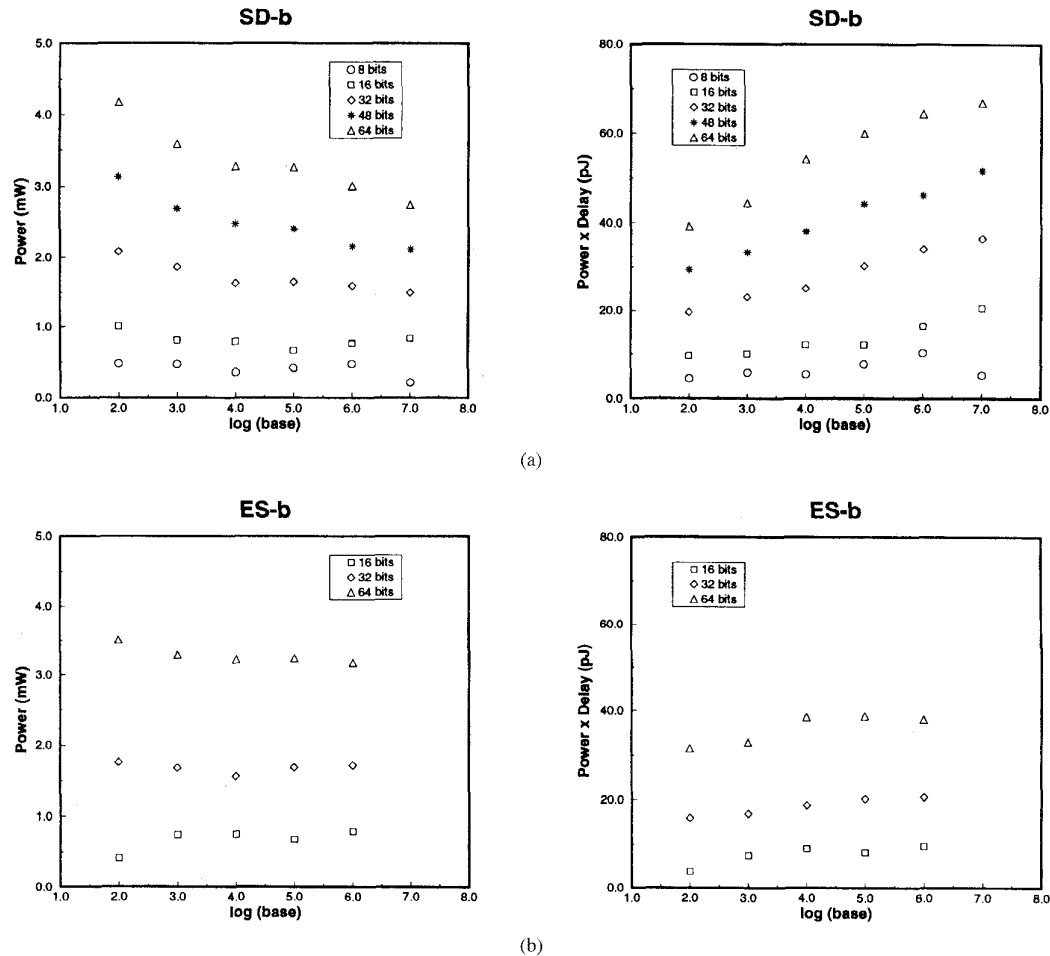 SD-b
5.0
4.0
3.0
2.0
1.0
0.0
Power (mW)
8 bits
16 bits
32 bits
48 bits
64 bits
1.0 2.0 3.0 4.0 5.0 6.0 7.0 8.0
log (base)
SD-b
80.0
60.0
40.0
20.0
0.0
Power x Delay (pJ)
8 bits
16 bits
32 bits
48 bits
64 bits
1.0 2.0 3.0 4.0 5.0 6.0 7.0 8.0
log (base)
(a)
ES-b
5.0
4.0
3.0
2.0
1.0
0.0
Power (mW)
16 bits
32 bits
64 bits
1.0 2.0 3.0 4.0 5.0 6.0 7.0 8.0
log (base)
ES-b
80.0
60.0
40.0
20.0
0.0
Power x Delay (pJ)
16 bits
32 bits
64 bits
1.0 2.0 3.0 4.0 5.0 6.0 7.0 8.0
log (base)
(b)